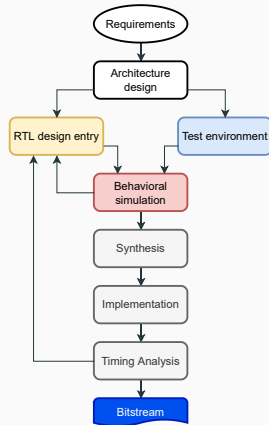 Requirements
Architecture
design
RTL design entry
Test environment
Behavioral
simulation
Synthesis
Implementation
Timing Analysis
Bitstream